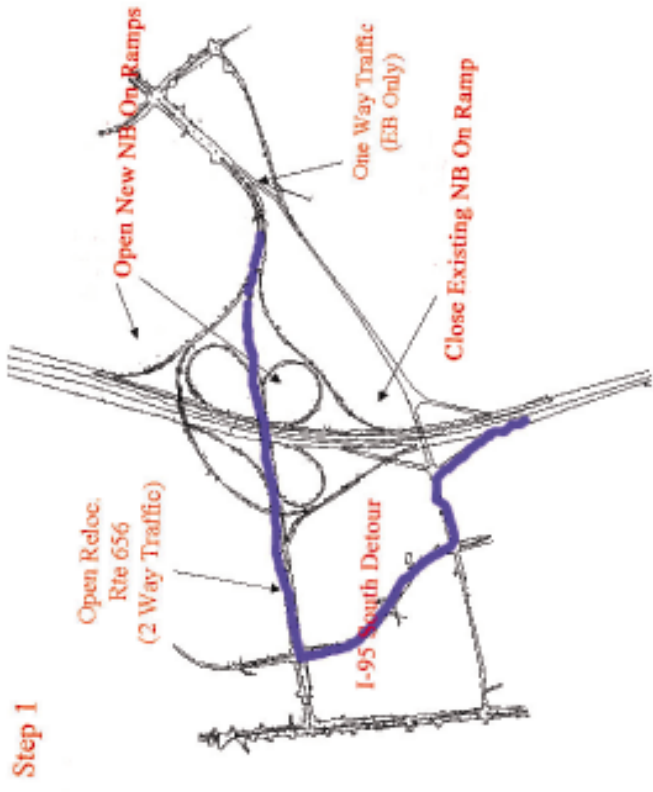 Step 1
Open Reloc.
Rte 656
(2 Way Traffic)
I-95 South Detour
Open New NB On Ramps
One Way Traffic
(EB Only)
Close Existing NB On Ramp